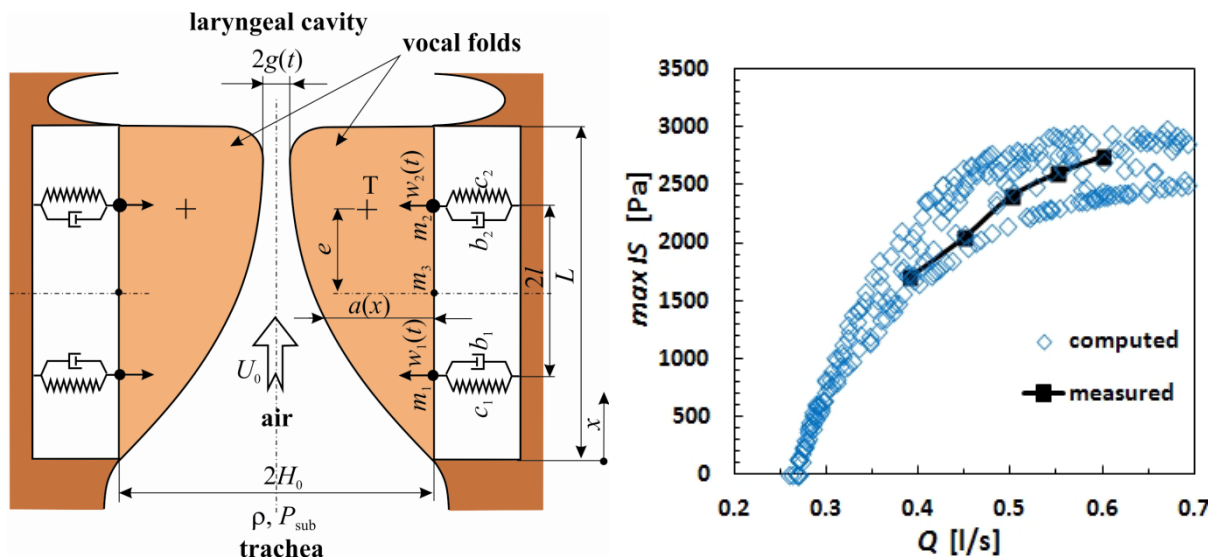 laryngeal cavity
vocal folds
2g(t)
T
w₂(t)
c₂
b₂
m₂
e
m₃
2l
L
a(x)
w₁(t)
b₁
m₁
c₁
U₀
air
x
2H₀
ρ, P_sub
trachea
3500
3000
2500
2000
1500
1000
500
0
max IS [Pa]
computed
measured
0.2 0.3 0.4 0.5 0.6 0.7
Q [l/s]